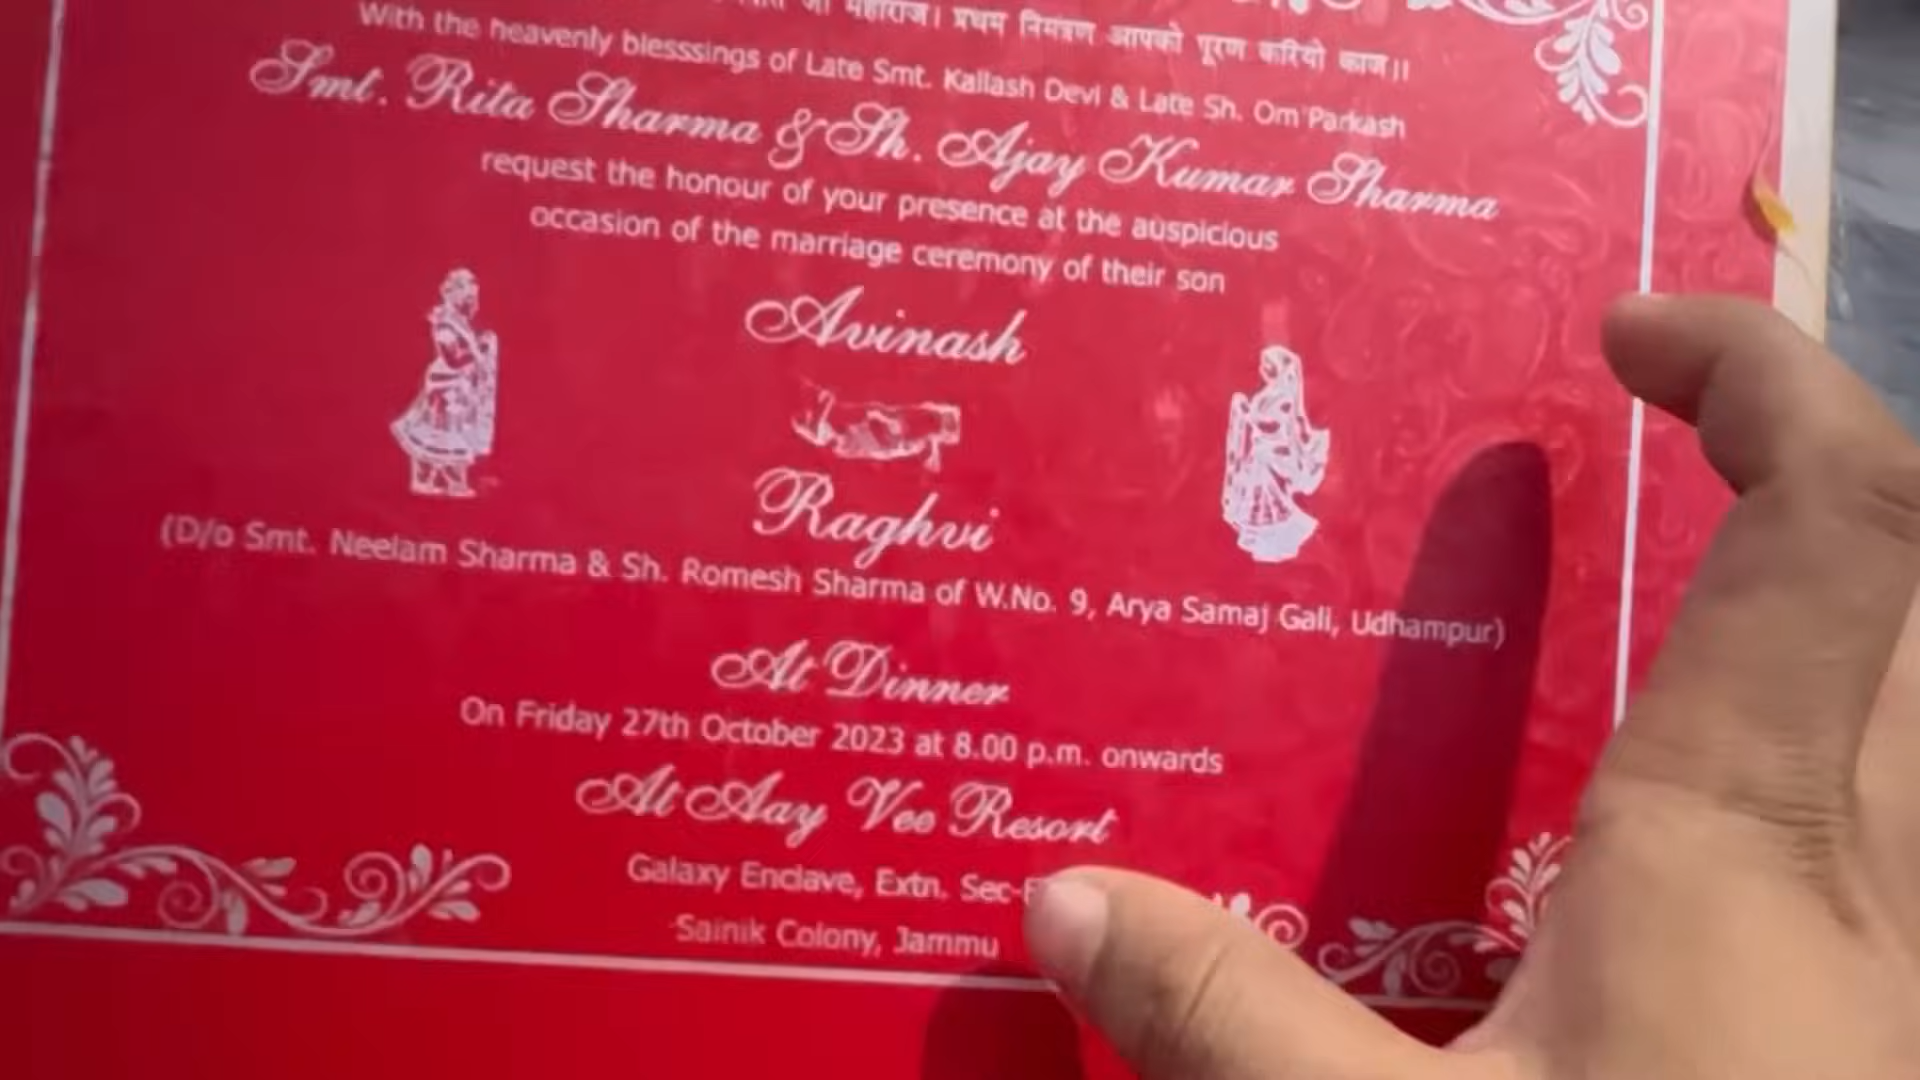 जी महाराज। प्रथम निमंत्रण आपको पूरण करियो काज।।
With the heavenly blesssings of Late Smt. Kallash Devi & Late Sh. Om Parkash
Smt. Rita Sharma & Sh. Ajay Kumar Sharma
request the honour of your presence at the auspicious
occasion of the marriage ceremony of their son
Avinash
Raghvi
(D/o Smt. Neelam Sharma & Sh. Romesh Sharma of W.No. 9, Arya Samaj Gali, Udhampur)
At Dinner
On Friday 27th October 2023 at 8.00 p.m. onwards
At Aay Vee Resort
Galaxy Enclave, Extn. Sec-
Sainik Colony, Jammu